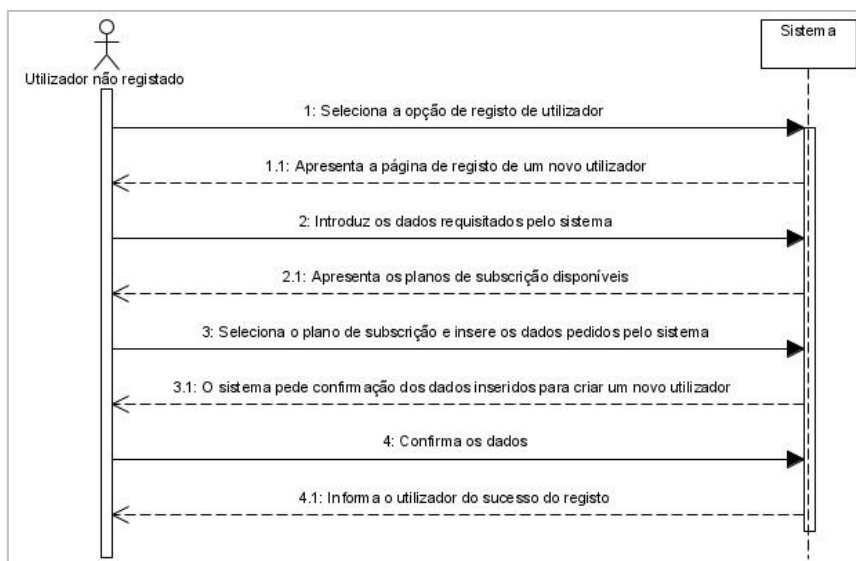 Sistema
Utilizador não registado
1: Seleciona a opção de registo de utilizador
1.1: Apresenta a página de registo de um novo utilizador
2: Introduz os dados requisitados pelo sistema
2.1: Apresenta os planos de subscrição disponíveis
3: Seleciona o plano de subscrição e insere os dados pedidos pelo sistema
3.1: O sistema pede confirmação dos dados inseridos para criar um novo utilizador
4: Confirma os dados
4.1: Informa o utilizador do sucesso do registo